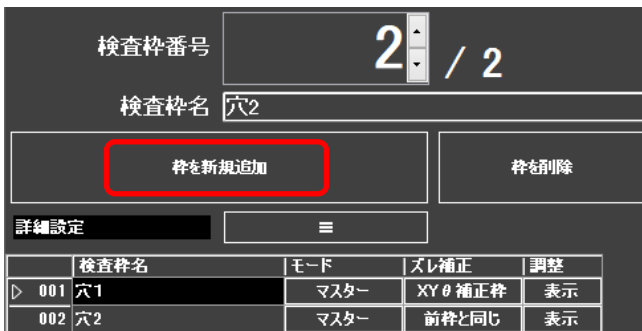 検査枠番号 2 / 2
検査枠名 穴2
枠を新規追加 枠を削除
詳細設定 ≡
検査枠名 モード ズレ補正 調整
001 穴1 マスター XYθ補正枠 表示
002 穴2 マスター 前枠と同じ 表示